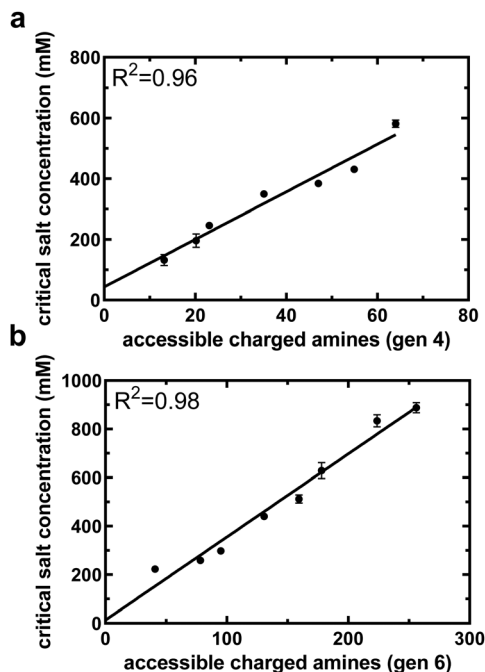 a
critical salt concentration (mM)
R²=0.96
800
600
400
200
0
0 20 40 60 80
accessible charged amines (gen 4)
b
critical salt concentration (mM)
R²=0.98
1000
800
600
400
200
0
0 100 200 300
accessible charged amines (gen 6)